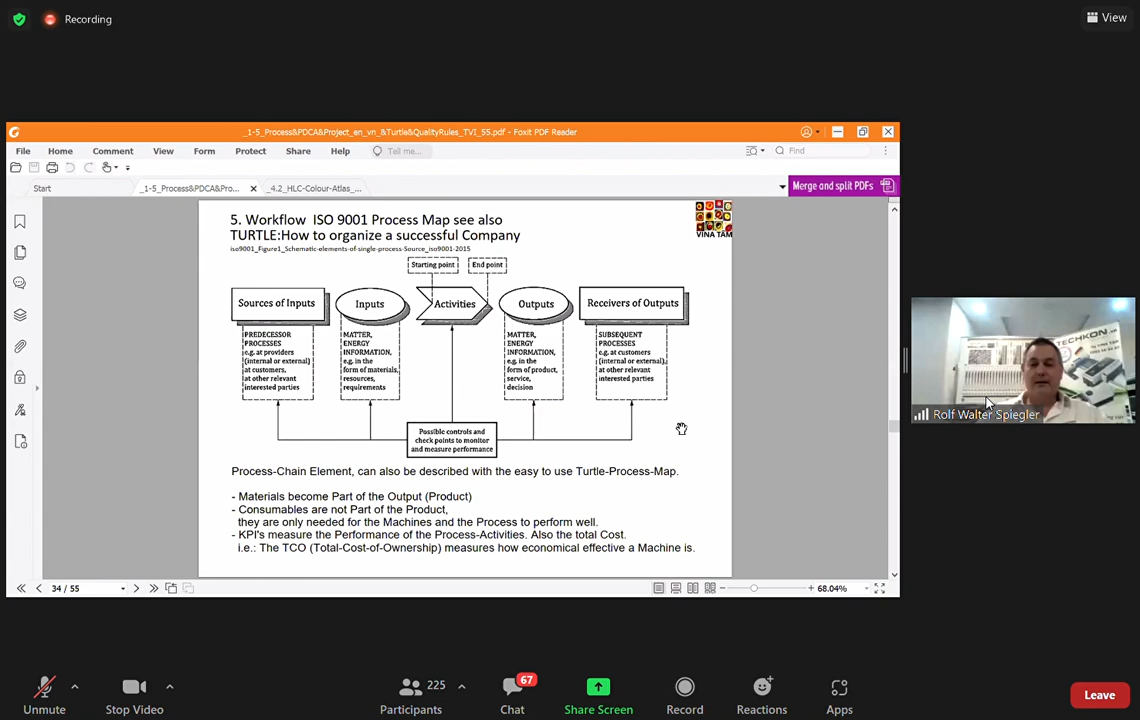 Recording
View
_1-5_Process&PDCA&Project_en_vn_&Turtle&QualityRules_TVI_55.pdf - Foxit PDF Reader
File Home Comment View Form Protect Share Help Tell me... Find
Start _1-5_Process&PDCA&Pro... _4.2_HLC-Colour-Atlas_... Merge and split PDFs
5. Workflow ISO 9001 Process Map see also
TURTLE:How to organize a successful Company
iso9001_Figure1_Schematic-elements-of-single-process-Source_iso9001-2015
VINA TAM
Starting point End point
Sources of Inputs Inputs Activities Outputs Receivers of Outputs
PREDECESSOR
PROCESSES
e.g. at providers
(internal or external)
at customers,
at other relevant
interested parties
MATTER,
ENERGY
INFORMATION,
e.g. in the
form of materials,
resources,
requirements
MATTER,
ENERGY
INFORMATION,
e.g. in the
form of product,
service,
decision
SUBSEQUENT
PROCESSES
e.g. at customers
(internal or external),
at other relevant
interested parties
Possible controls and
check points to monitor
and measure performance
Process-Chain Element, can also be described with the easy to use Turtle-Process-Map.
- Materials become Part of the Output (Product)
- Consumables are not Part of the Product,
they are only needed for the Machines and the Process to perform well.
- KPI's measure the Performance of the Process-Activities. Also the total Cost.
i.e.: The TCO (Total-Cost-of-Ownership) measures how economical effective a Machine is.
34 / 55 68.04%
TECHKON.vn
Rolf Walter Spiegler
Unmute Stop Video Participants 225 Chat 67 Share Screen Record Reactions Apps Leave